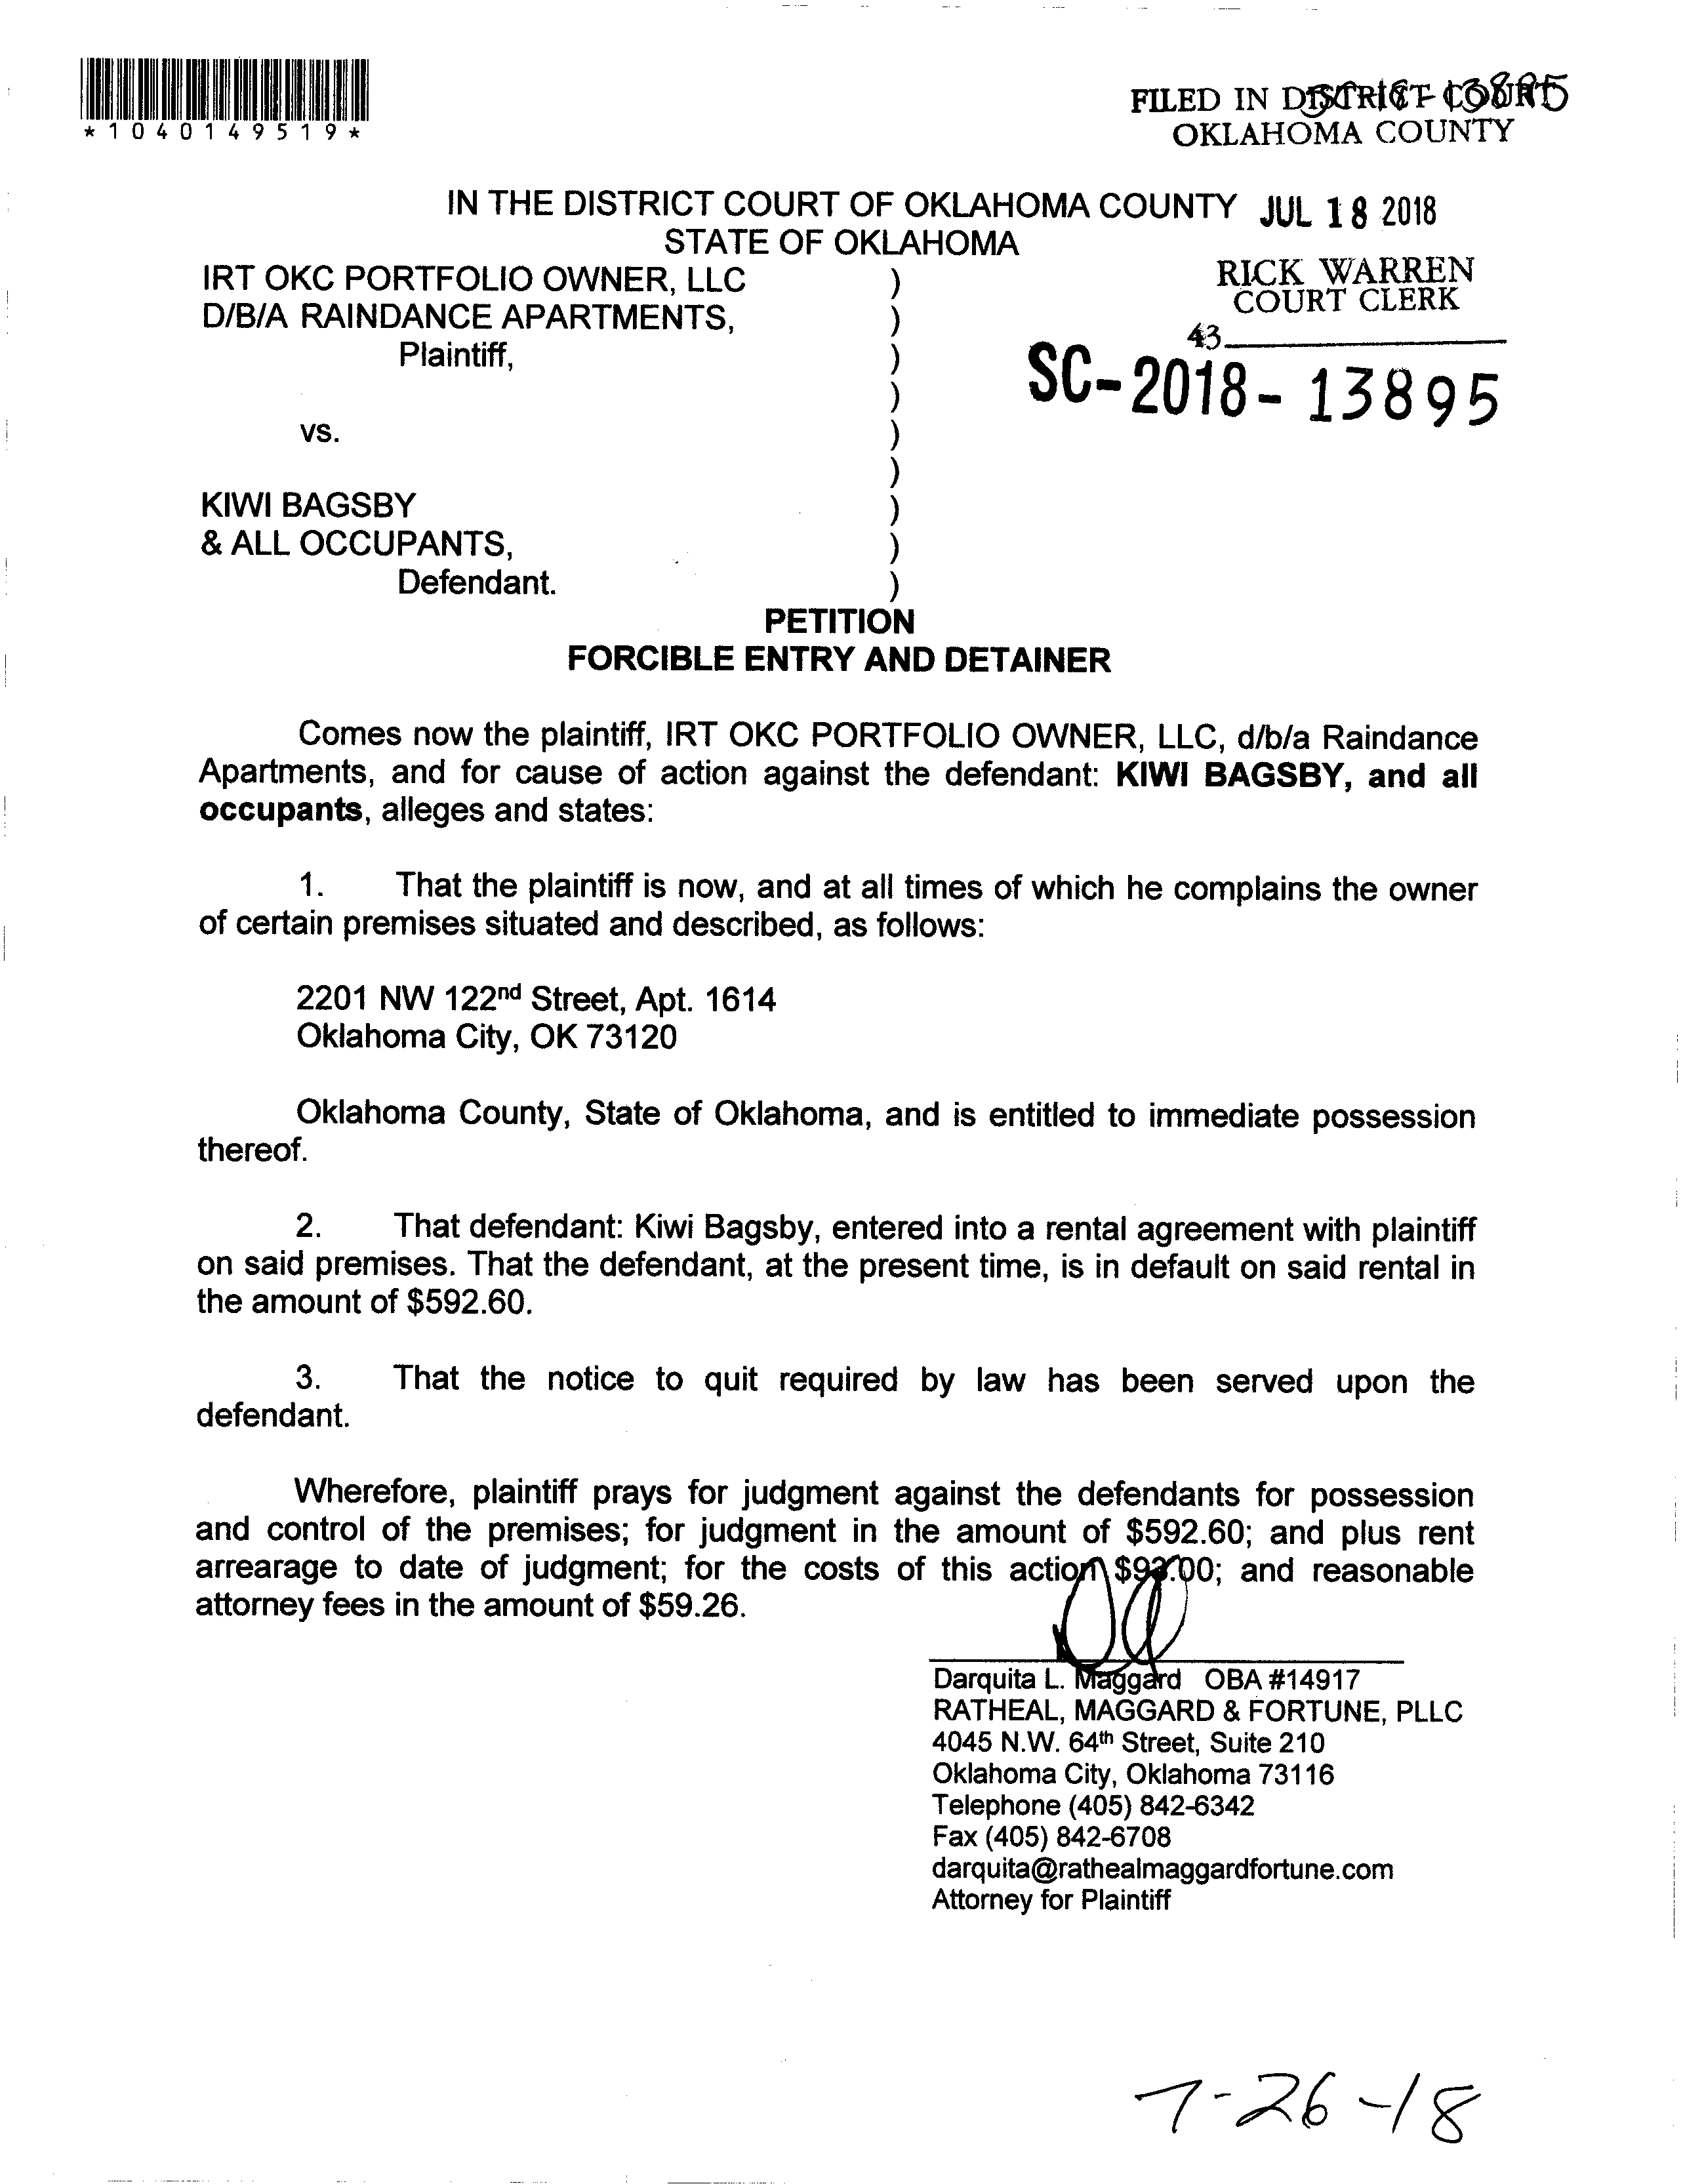 *1040149519*
FILED IN DISTRICT COURT
OKLAHOMA COUNTY
IN THE DISTRICT COURT OF OKLAHOMA COUNTY JUL 18 2018
STATE OF OKLAHOMA
IRT OKC PORTFOLIO OWNER, LLC )
D/B/A RAINDANCE APARTMENTS, )
Plaintiff, )
)
vs. )
)
KIWI BAGSBY )
& ALL OCCUPANTS, )
Defendant. )
RICK WARREN
COURT CLERK
43
SC-2018-13895
PETITION
FORCIBLE ENTRY AND DETAINER
Comes now the plaintiff, IRT OKC PORTFOLIO OWNER, LLC, d/b/a Raindance
Apartments, and for cause of action against the defendant: KIWI BAGSBY, and all
occupants, alleges and states:
1. That the plaintiff is now, and at all times of which he complains the owner
of certain premises situated and described, as follows:
2201 NW 122nd Street, Apt. 1614
Oklahoma City, OK 73120
Oklahoma County, State of Oklahoma, and is entitled to immediate possession
thereof.
2. That defendant: Kiwi Bagsby, entered into a rental agreement with plaintiff
on said premises. That the defendant, at the present time, is in default on said rental in
the amount of $592.60.
3. That the notice to quit required by law has been served upon the
defendant.
Wherefore, plaintiff prays for judgment against the defendants for possession
and control of the premises; for judgment in the amount of $592.60; and plus rent
arrearage to date of judgment; for the costs of this action and reasonable
attorney fees in the amount of $59.26.
Darquita L. Maggard OBA #14917
RATHEAL, MAGGARD & FORTUNE, PLLC
4045 N.W. 64th Street, Suite 210
Oklahoma City, Oklahoma 73116
Telephone (405) 842-6342
Fax (405) 842-6708
darquita@rathealmaggardfortune.com
Attorney for Plaintiff
7-26-18